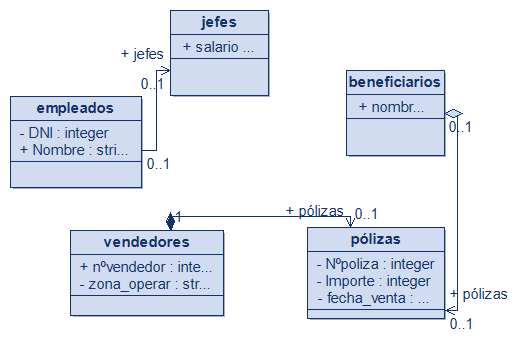 jefes
+ salario ...
+ jefes
0..1
empleados
- DNI : integer
+ Nombre : stri...
0..1
beneficiarios
+ nombr...
0..1
1
+ pólizas
0..1
vendedores
+ nºvendedor : inte...
- zona_operar : str...
pólizas
- Nºpoliza : integer
- Importe : integer
- fecha_venta : ...
+ pólizas
0..1